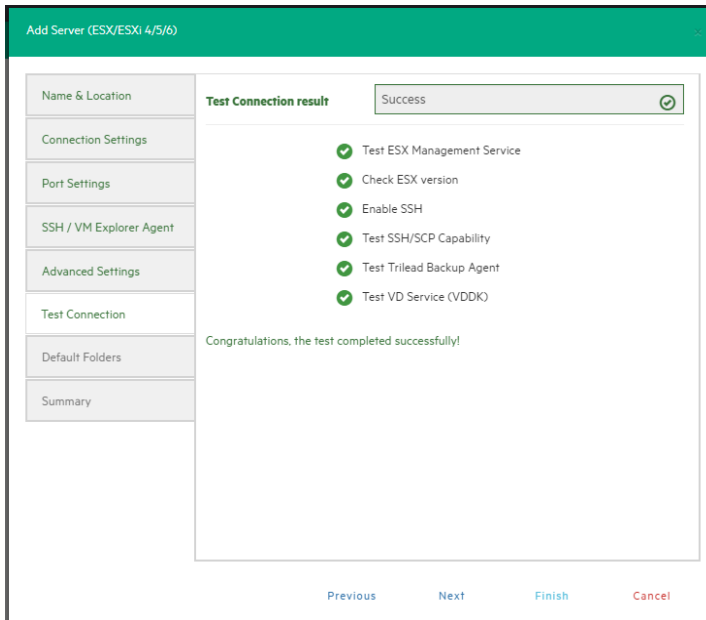 Add Server (ESX/ESXi 4/5/6)
Name & Location
Connection Settings
Port Settings
SSH / VM Explorer Agent
Advanced Settings
Test Connection
Default Folders
Summary
Test Connection result
Success
Test ESX Management Service
Check ESX version
Enable SSH
Test SSH/SCP Capability
Test Trilead Backup Agent
Test VD Service (VDDK)
Congratulations, the test completed successfully!
Previous
Next
Finish
Cancel